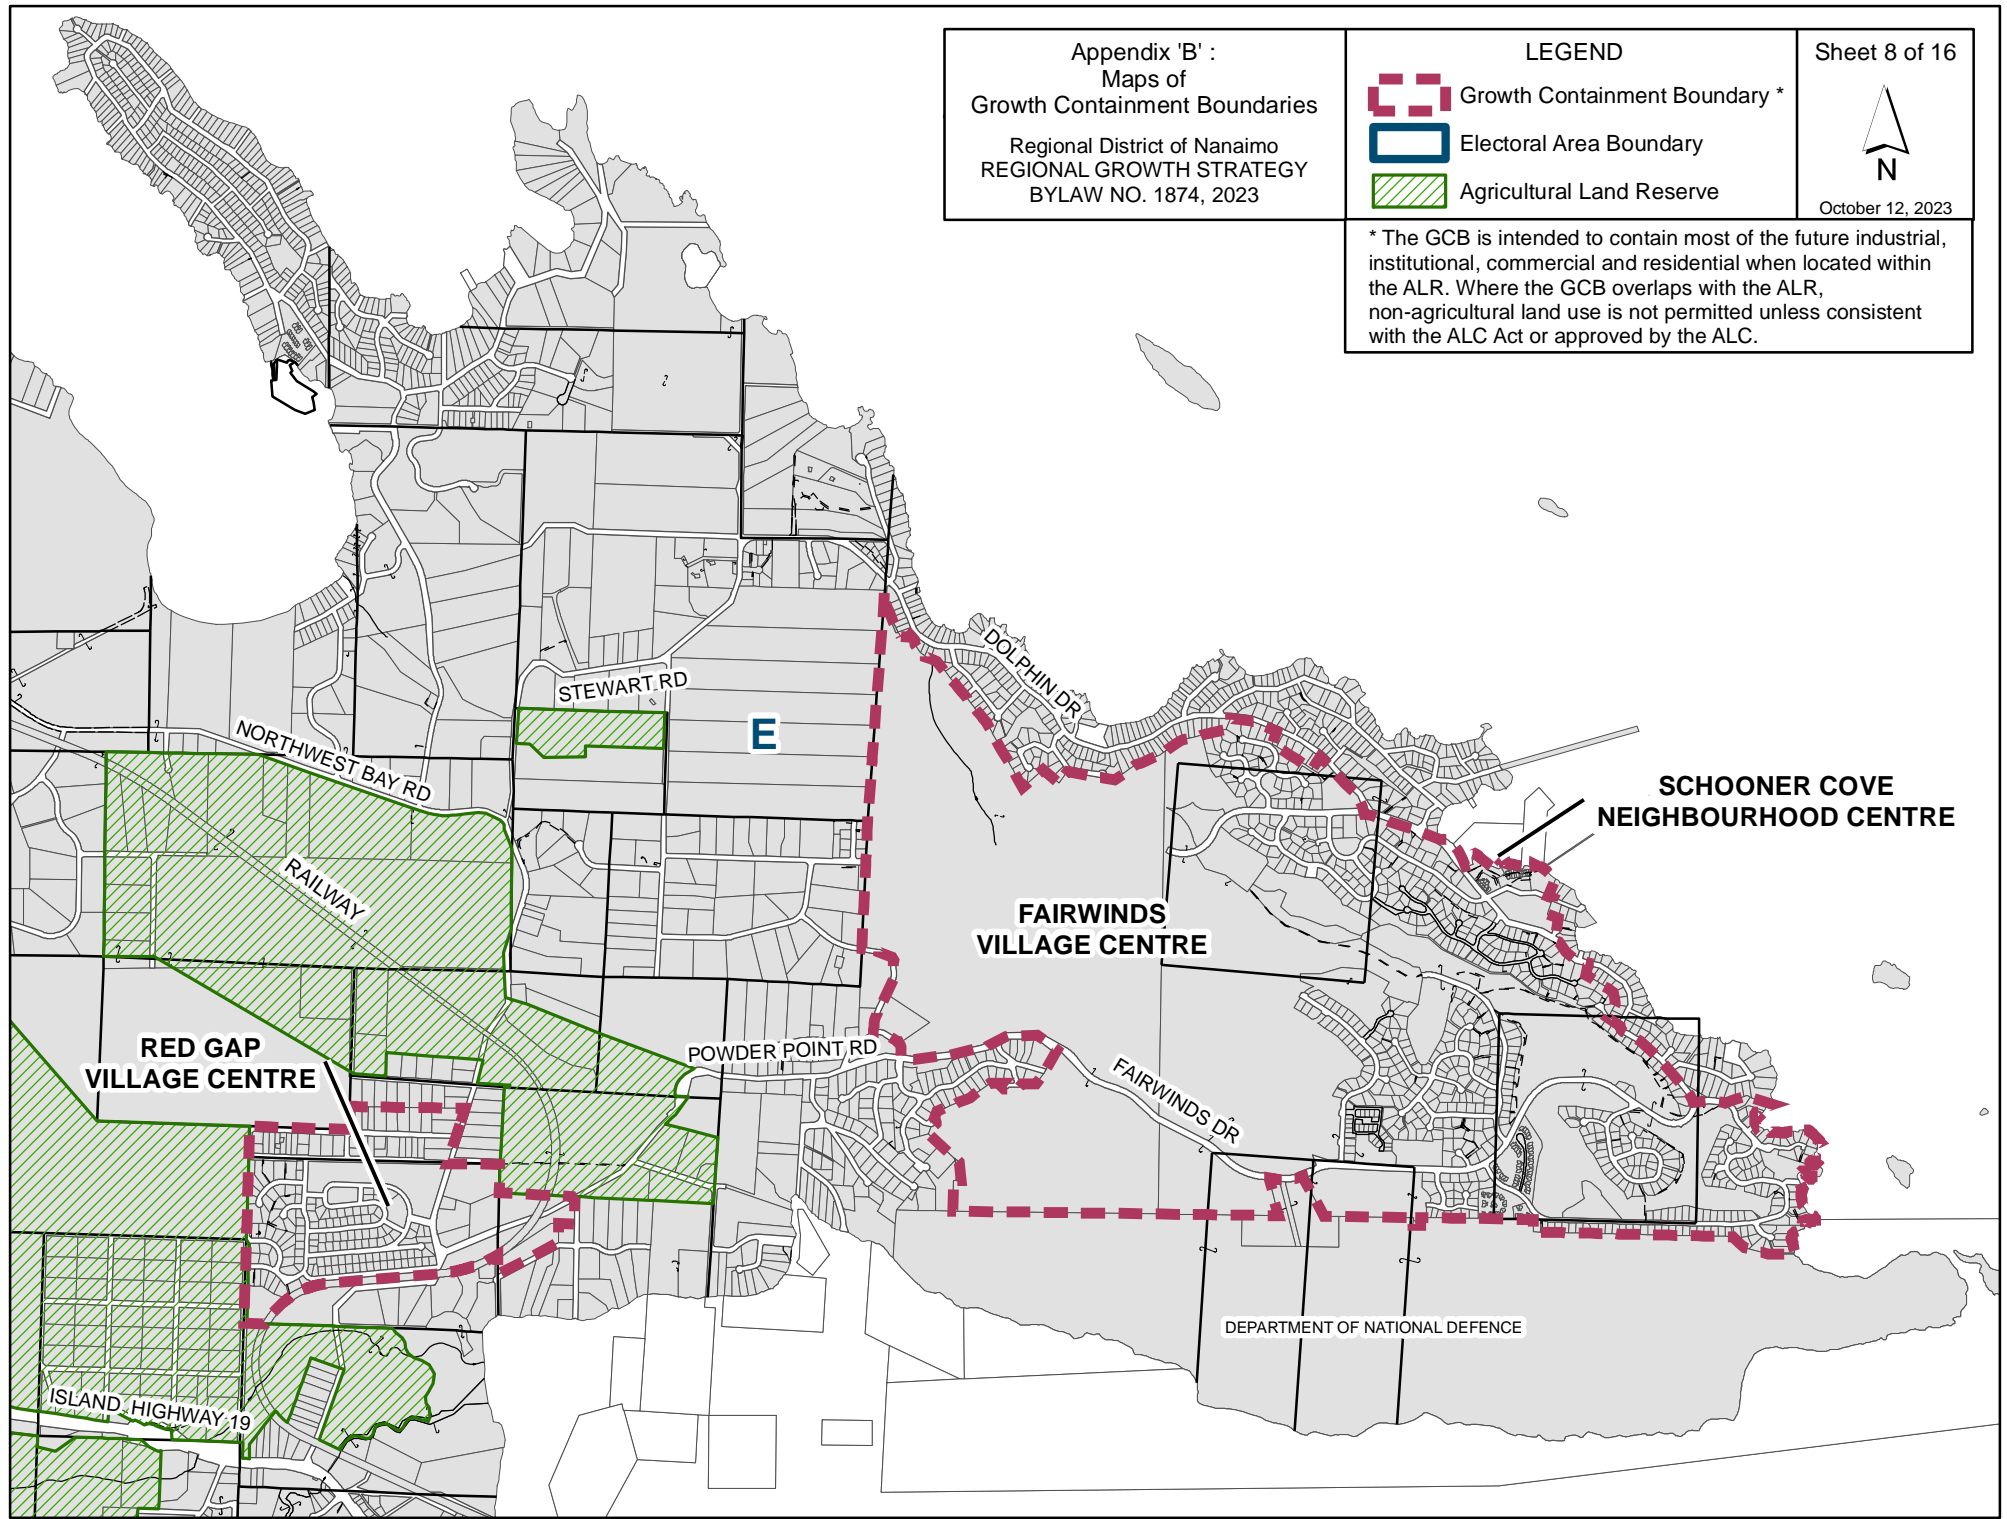 Appendix 'B' :
Maps of
Growth Containment Boundaries
Regional District of Nanaimo
REGIONAL GROWTH STRATEGY
BYLAW NO. 1874, 2023
LEGEND
Growth Containment Boundary *
Electoral Area Boundary
Agricultural Land Reserve
Sheet 8 of 16
N
October 12, 2023
* The GCB is intended to contain most of the future industrial,
institutional, commercial and residential when located within
the ALR. Where the GCB overlaps with the ALR,
non-agricultural land use is not permitted unless consistent
with the ALC Act or approved by the ALC.
DOLPHIN DR
STEWART RD
E
NORTHWEST BAY RD
SCHOONER COVE
NEIGHBOURHOOD CENTRE
RAILWAY
FAIRWINDS
VILLAGE CENTRE
RED GAP
VILLAGE CENTRE
POWDER POINT RD
FAIRWINDS DR
DEPARTMENT OF NATIONAL DEFENCE
ISLAND HIGHWAY 19